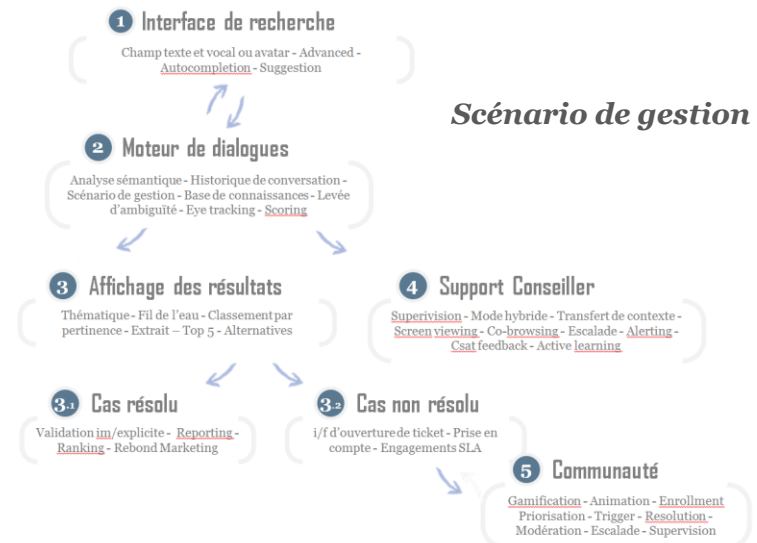 1 Interface de recherche
Champ texte et vocal ou avatar - Advanced -
Autocompletion - Suggestion
Scénario de gestion
2 Moteur de dialogues
Analyse sémantique - Historique de conversation -
Scénario de gestion - Base de connaissances - Levée
d'ambiguïté - Eye tracking - Scoring
3 Affichage des résultats
Thématique - Fil de l'eau - Classement par
pertinence - Extrait – Top 5 - Alternatives
4 Support Conseiller
Superivision - Mode hybride - Transfert de contexte -
Screen viewing - Co-browsing - Escalade - Alerting -
Csat feedback - Active learning
3.1 Cas résolu
Validation im/explicite - Reporting -
Ranking - Rebond Marketing
3.2 Cas non résolu
i/f d'ouverture de ticket - Prise en
compte - Engagements SLA
5 Communauté
Gamification - Animation - Enrollment
Priorisation - Trigger - Resolution -
Modération - Escalade - Supervision